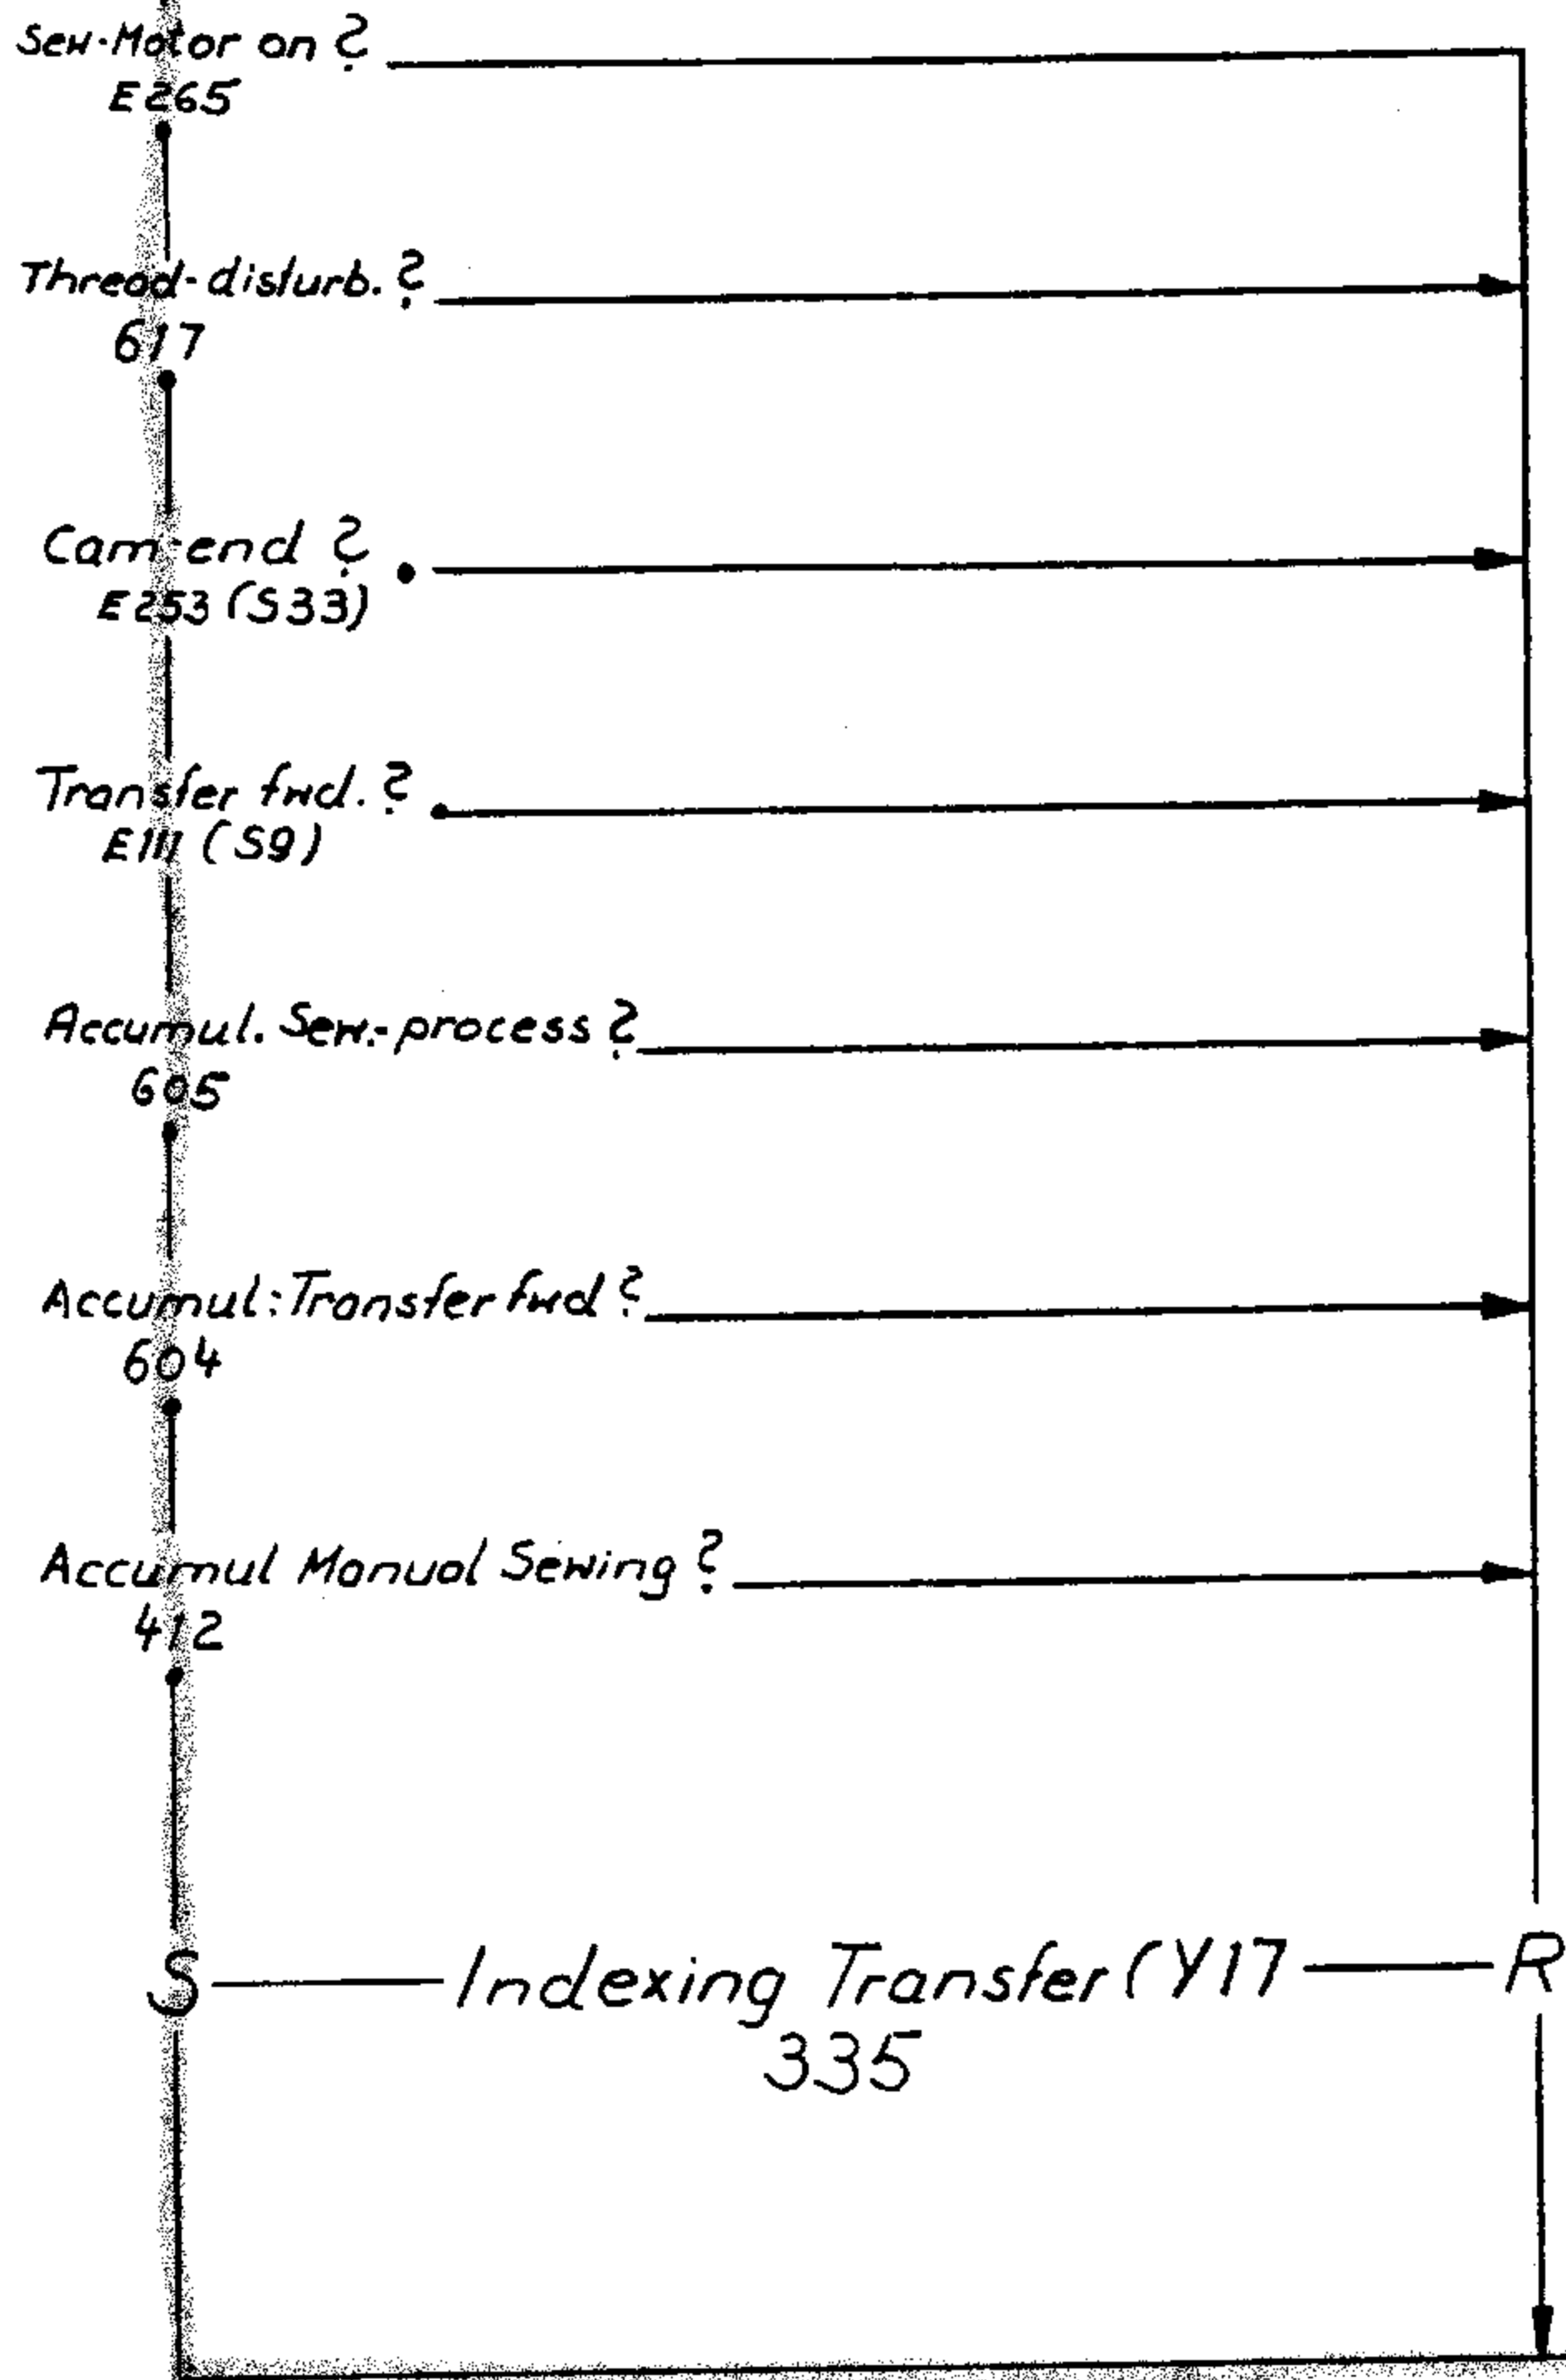 Sew-Motor on ?
E265
Thread-disturb. ?
617
Cam-end ?
E253 (S33)
Transfer fwd. ?
E111 (S9)
Accumul. Sew.-process ?
605
Accumul: Transfer fwd ?
604
Accumul Manual Sewing ?
412
S Indexing Transfer (Y17 R
335